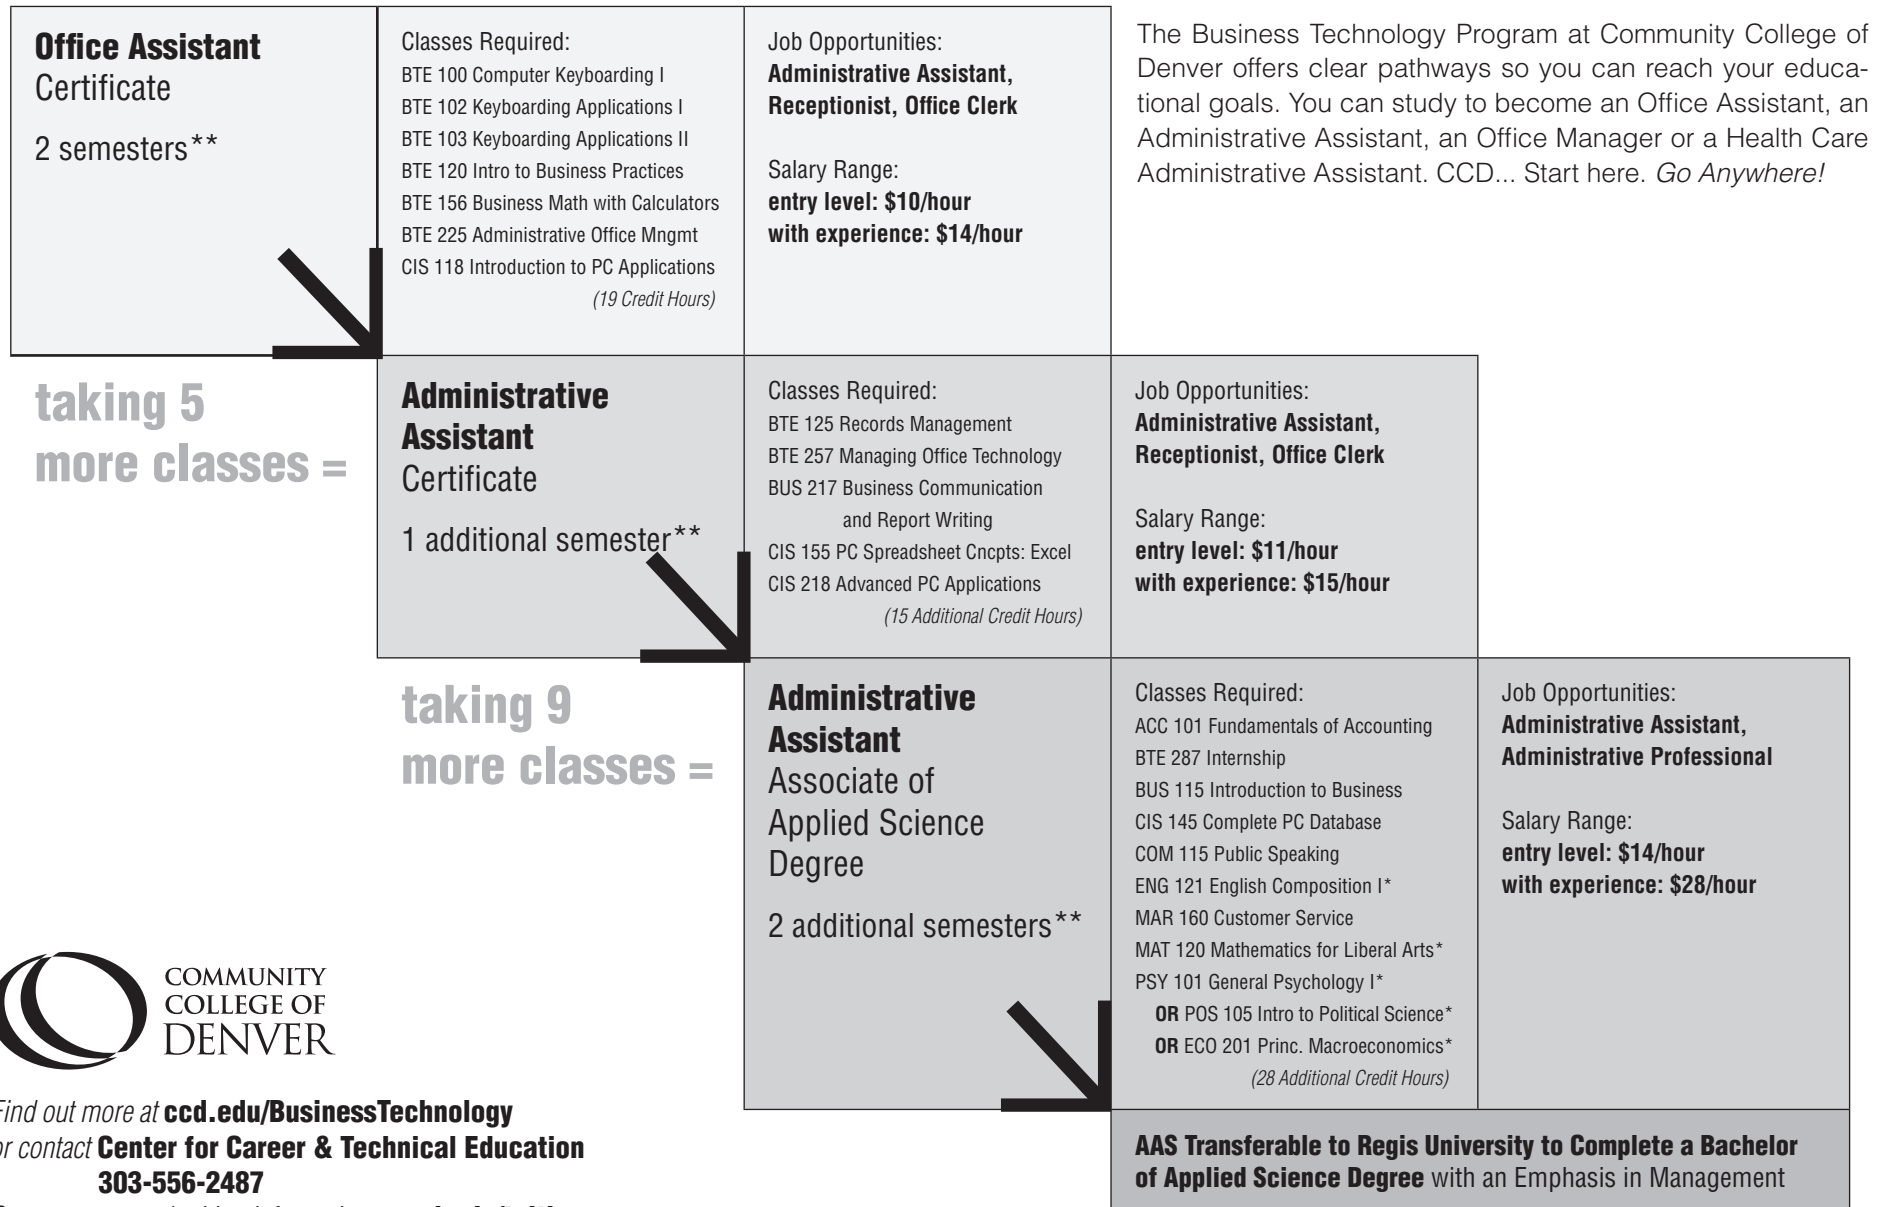 Office Assistant
Certificate
2 semesters**
Classes Required:
BTE 100 Computer Keyboarding I
BTE 102 Keyboarding Applications I
BTE 103 Keyboarding Applications II
BTE 120 Intro to Business Practices
BTE 156 Business Math with Calculators
BTE 225 Administrative Office Mngmt
CIS 118 Introduction to PC Applications
(19 Credit Hours)
Job Opportunities:
Administrative Assistant,
Receptionist, Office Clerk
Salary Range:
entry level: $10/hour
with experience: $14/hour
The Business Technology Program at Community College of
Denver offers clear pathways so you can reach your educa-
tional goals. You can study to become an Office Assistant, an
Administrative Assistant, an Office Manager or a Health Care
Administrative Assistant. CCD... Start here. Go Anywhere!
taking 5
more classes =
Administrative
Assistant
Certificate
1 additional semester**
Classes Required:
BTE 125 Records Management
BTE 257 Managing Office Technology
BUS 217 Business Communication
and Report Writing
CIS 155 PC Spreadsheet Cncpts: Excel
CIS 218 Advanced PC Applications
(15 Additional Credit Hours)
Job Opportunities:
Administrative Assistant,
Receptionist, Office Clerk
Salary Range:
entry level: $11/hour
with experience: $15/hour
taking 9
more classes =
Administrative
Assistant
Associate of
Applied Science
Degree
2 additional semesters**
Classes Required:
ACC 101 Fundamentals of Accounting
BTE 287 Internship
BUS 115 Introduction to Business
CIS 145 Complete PC Database
COM 115 Public Speaking
ENG 121 English Composition I*
MAR 160 Customer Service
MAT 120 Mathematics for Liberal Arts*
PSY 101 General Psychology I*
OR POS 105 Intro to Political Science*
OR ECO 201 Princ. Macroeconomics*
(28 Additional Credit Hours)
Job Opportunities:
Administrative Assistant,
Administrative Professional
Salary Range:
entry level: $14/hour
with experience: $28/hour
COMMUNITY
COLLEGE OF
DENVER
Find out more at ccd.edu/BusinessTechnology
or contact Center for Career & Technical Education
303-556-2487
AAS Transferable to Regis University to Complete a Bachelor
of Applied Science Degree with an Emphasis in Management